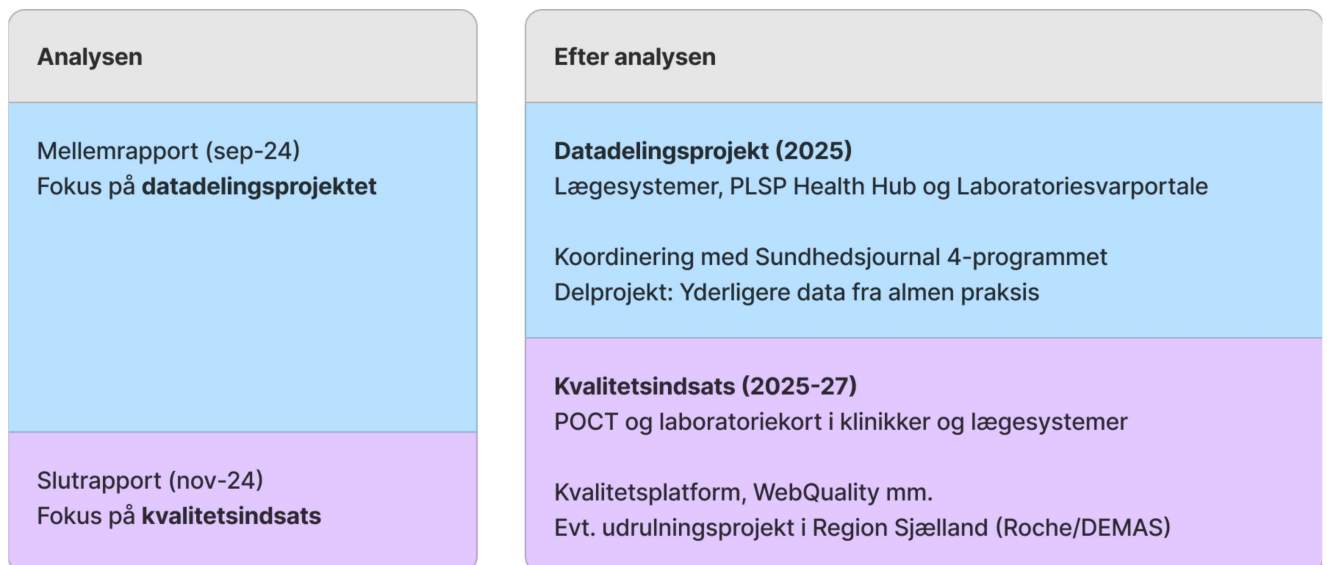 Analysen
Mellemrapport (sep-24)
Fokus på datadelingsprojektet
Slutrapport (nov-24)
Fokus på kvalitetsindsats
Efter analysen
Datadelingsprojekt (2025)
Lægesystemer, PLSP Health Hub og Laboratoriesvarportale
Koordinering med Sundhedsjournal 4-programmet
Delprojekt: Yderligere data fra almen praksis
Kvalitetsindsats (2025-27)
POCT og laboratoriekort i klinikker og lægesystemer
Kvalitetsplatform, WebQuality mm.
Evt. udrulningsprojekt i Region Sjælland (Roche/DEMAS)